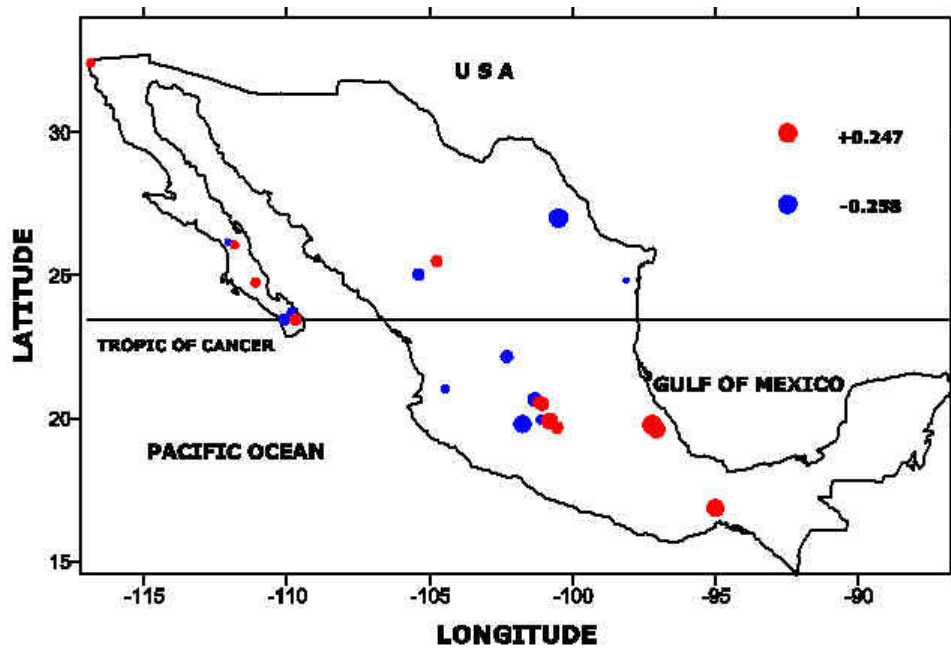 U S A
30
+0.247
-0.258
25
LATITUDE
TROPIC OF CANCER
GULF OF MEXICO
20
PACIFIC OCEAN
15
-115 -110 -105 -100 -95 -90
LONGITUDE